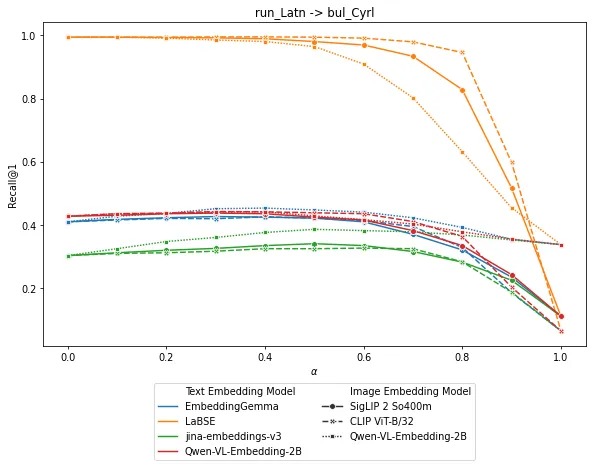 run_Latn -> bul_Cyrl
Recall@1
1.0
0.8
0.6
0.4
0.2
0.0 0.2 0.4 0.6 0.8 1.0
α
Text Embedding Model
EmbeddingGemma
LaBSE
jina-embeddings-v3
Qwen-VL-Embedding-2B
Image Embedding Model
SigLIP 2 So400m
CLIP ViT-B/32
Qwen-VL-Embedding-2B